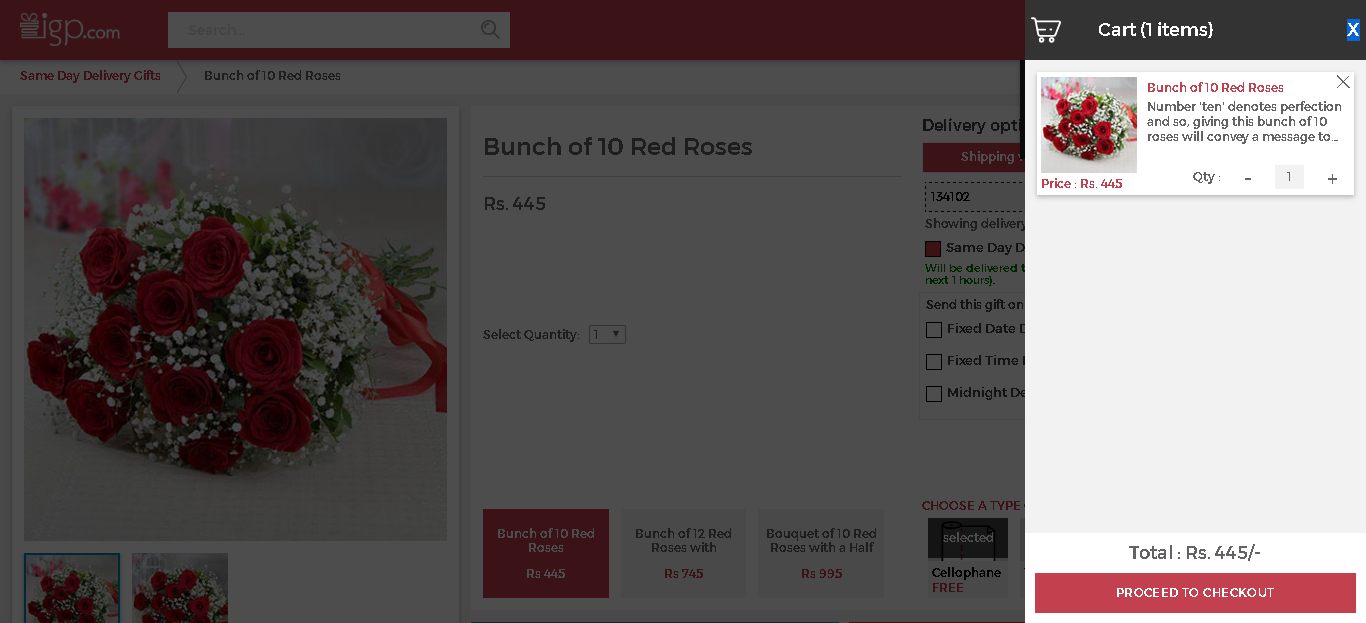 igp.com
Search...
Cart (1 items)
X
Same Day Delivery Gifts
Bunch of 10 Red Roses
Bunch of 10 Red Roses
Rs. 445
Select Quantity:
1
Bunch of 10 Red
Roses
Rs 445
Bunch of 12 Red
Roses with
Rs 745
Bouquet of 10 Red
Roses with a Half
Rs 995
Delivery opti
Shipping
134102
Showing delivery
Same Day D
Will be delivered t
next 1 hours).
Send this gift on
Fixed Date D
Fixed Time
Midnight De
CHOOSE A TYPE
selected
Cellophane
FREE
Bunch of 10 Red Roses
Number 'ten' denotes perfection
and so, giving this bunch of 10
roses will convey a message to...
Price : Rs. 445
Qty : - 1 +
Total : Rs. 445/-
PROCEED TO CHECKOUT